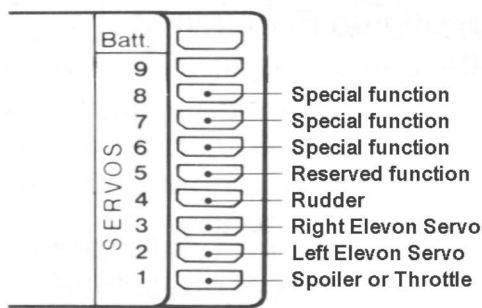 Batt.
9
8 Special function
7 Special function
6 Special function
5 Reserved function
4 Rudder
3 Right Elevon Servo
2 Left Elevon Servo
1 Spoiler or Throttle
SERVOS